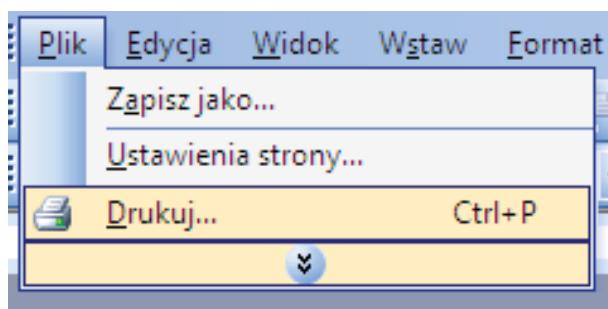 Plik Edycja Widok Wstaw Format
Zapisz jako...
Ustawienia strony...
Drukuj... Ctrl+P